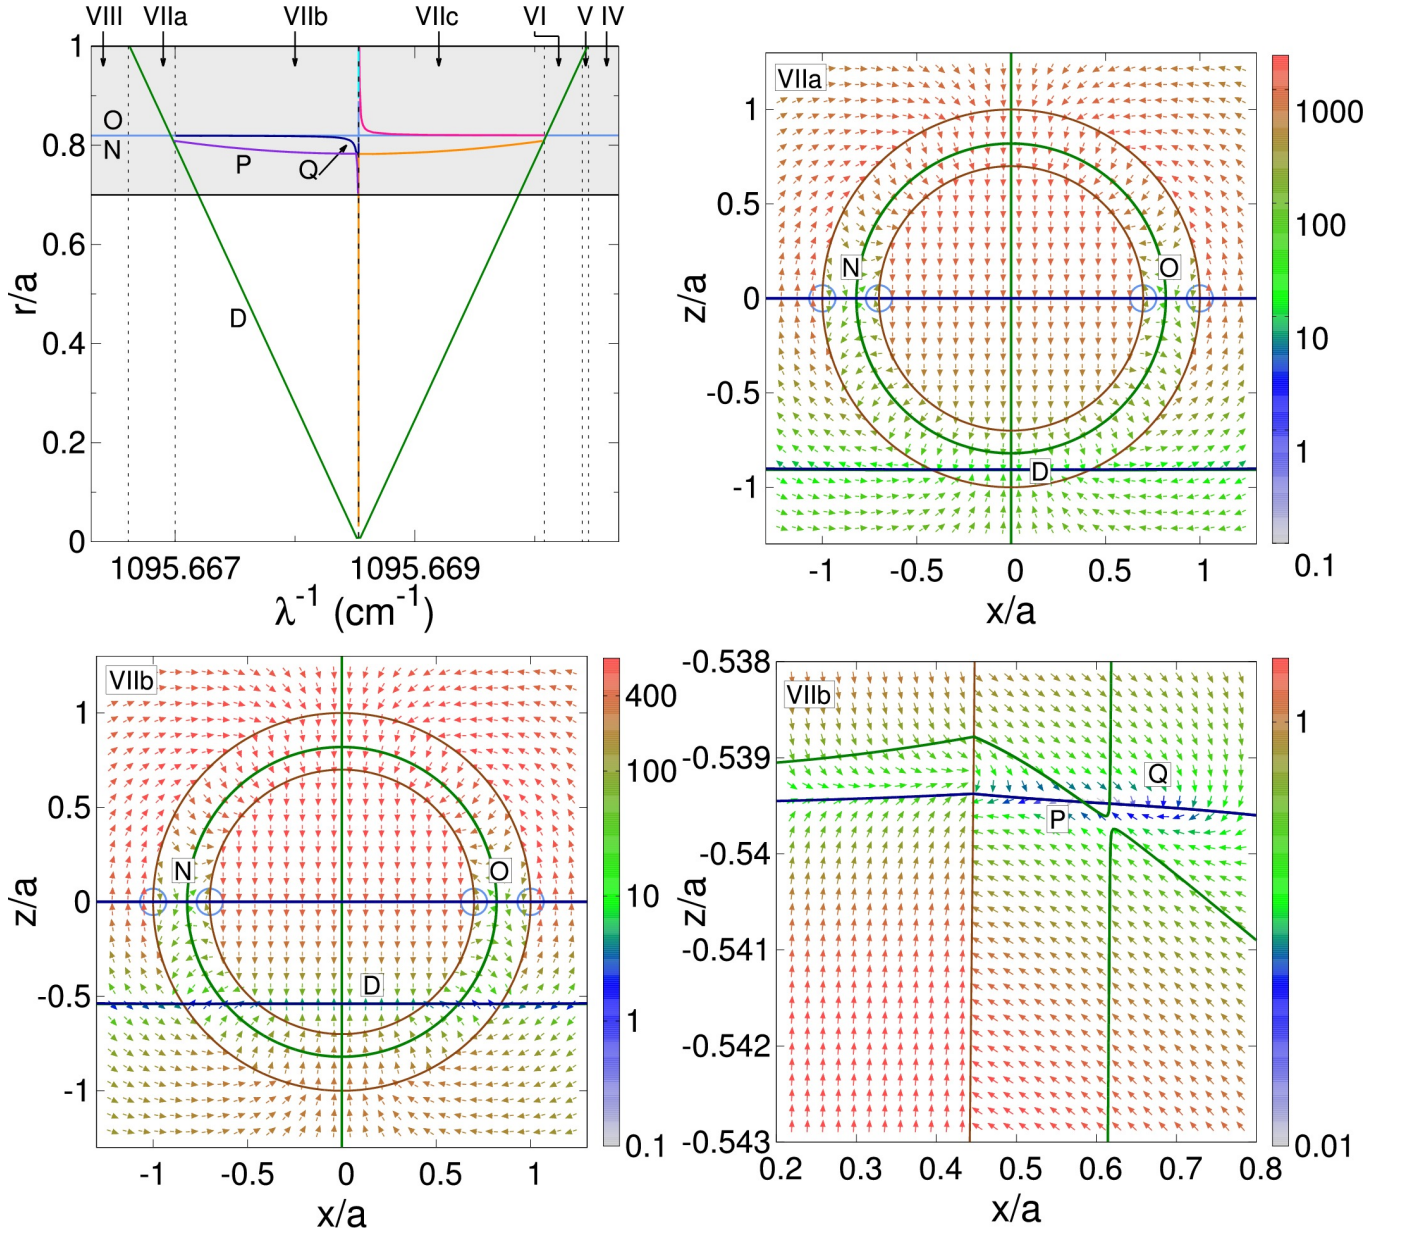 VIII VIIa VIIb VIIc VI V IV
1
0.8
0.6
0.4
0.2
0
r/a
O
N
P
Q
D
1095.667 1095.669
λ⁻¹ (cm⁻¹)
VIIa
1
0.5
0
-0.5
-1
z/a
N
O
D
-1 -0.5 0 0.5 1
x/a
1000
100
10
1
0.1
VIIb
1
0.5
0
-0.5
-1
z/a
N
O
D
-1 -0.5 0 0.5 1
x/a
400
100
10
1
0.1
VIIb
-0.538
-0.539
-0.54
-0.541
-0.542
-0.543
z/a
Q
P
0.2 0.3 0.4 0.5 0.6 0.7 0.8
x/a
1
0.01